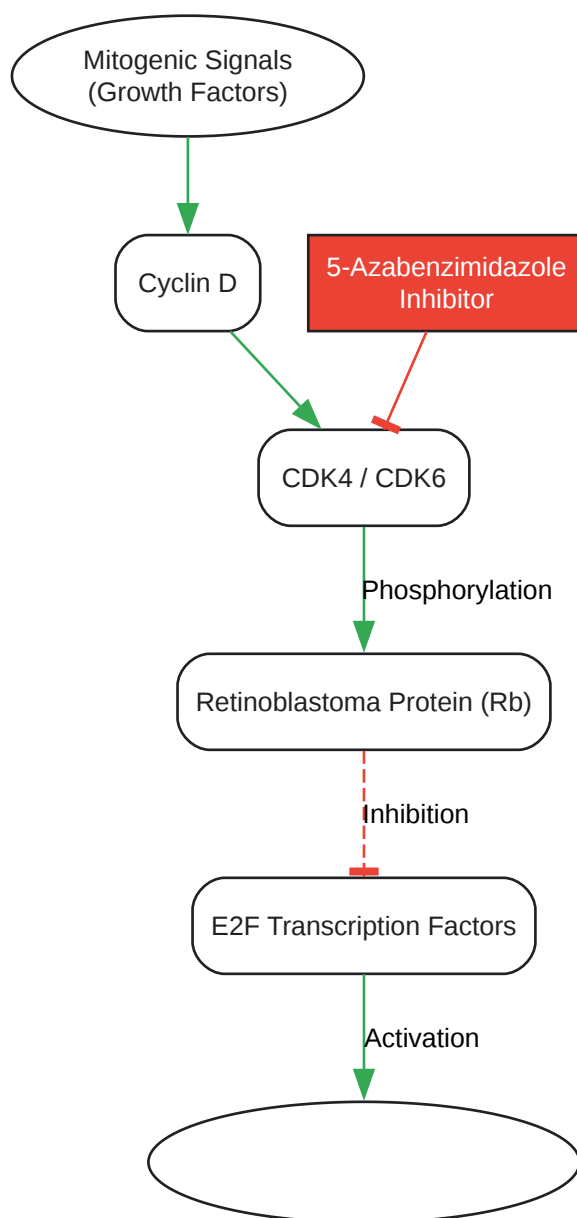 Mitogenic Signals
(Growth Factors)
Cyclin D
5-Azabenzimidazole
Inhibitor
CDK4 / CDK6
Phosphorylation
Retinoblastoma Protein (Rb)
Inhibition
E2F Transcription Factors
Activation